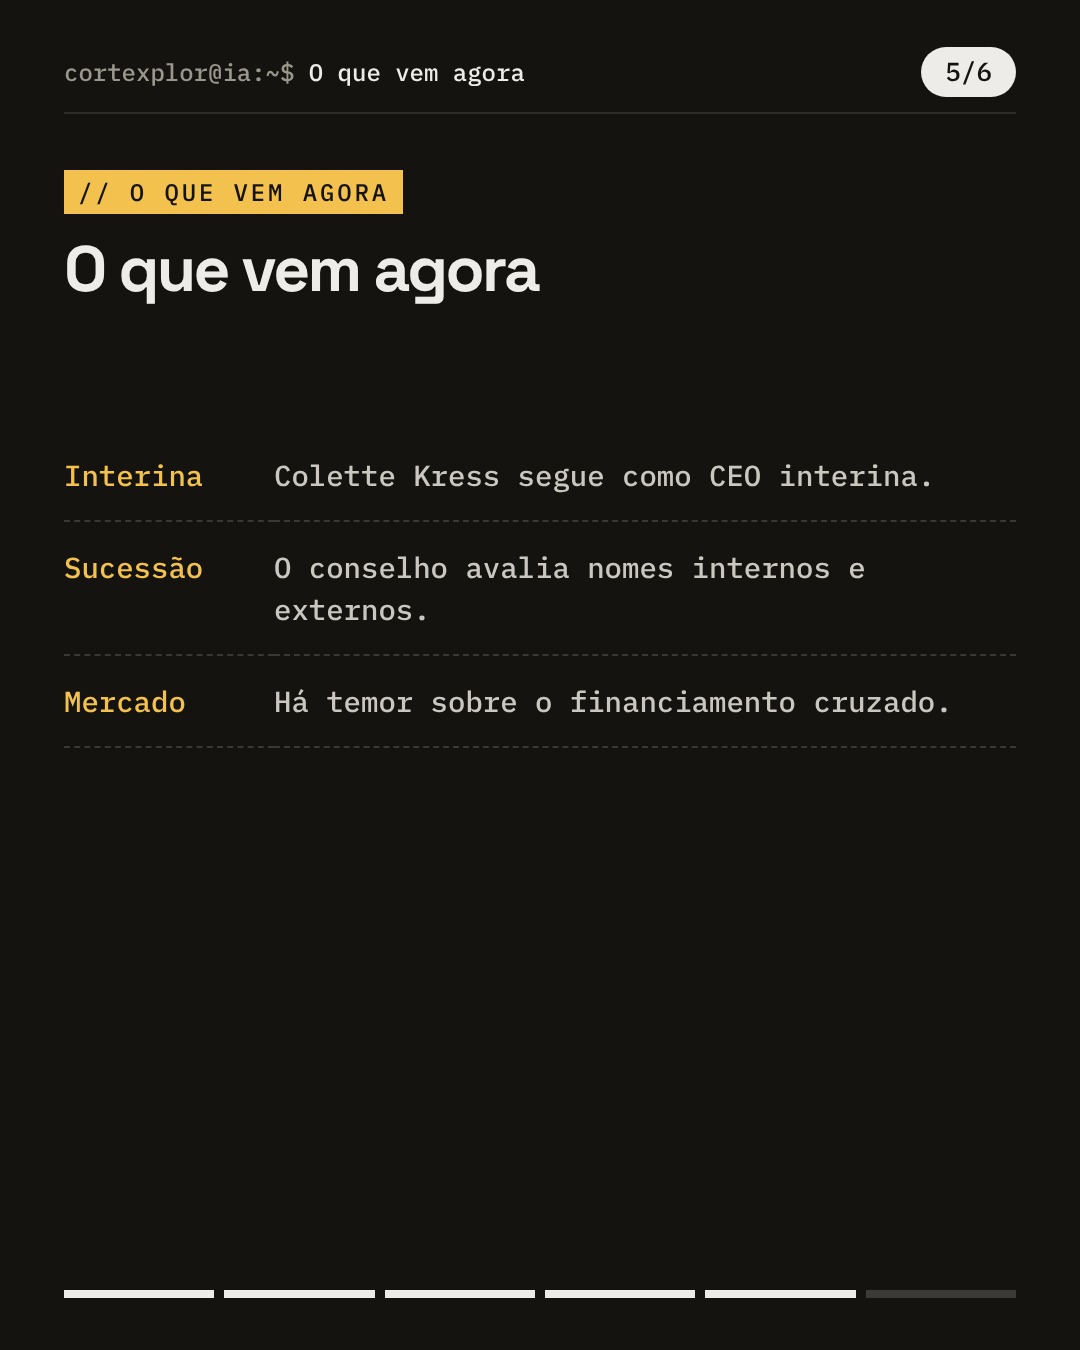 cortexplor@ia:~$ O que vem agora
5/6
// O QUE VEM AGORA
O que vem agora
Interina Colette Kress segue como CEO interina.
Sucessão O conselho avalia nomes internos e
externos.
Mercado Há temor sobre o financiamento cruzado.